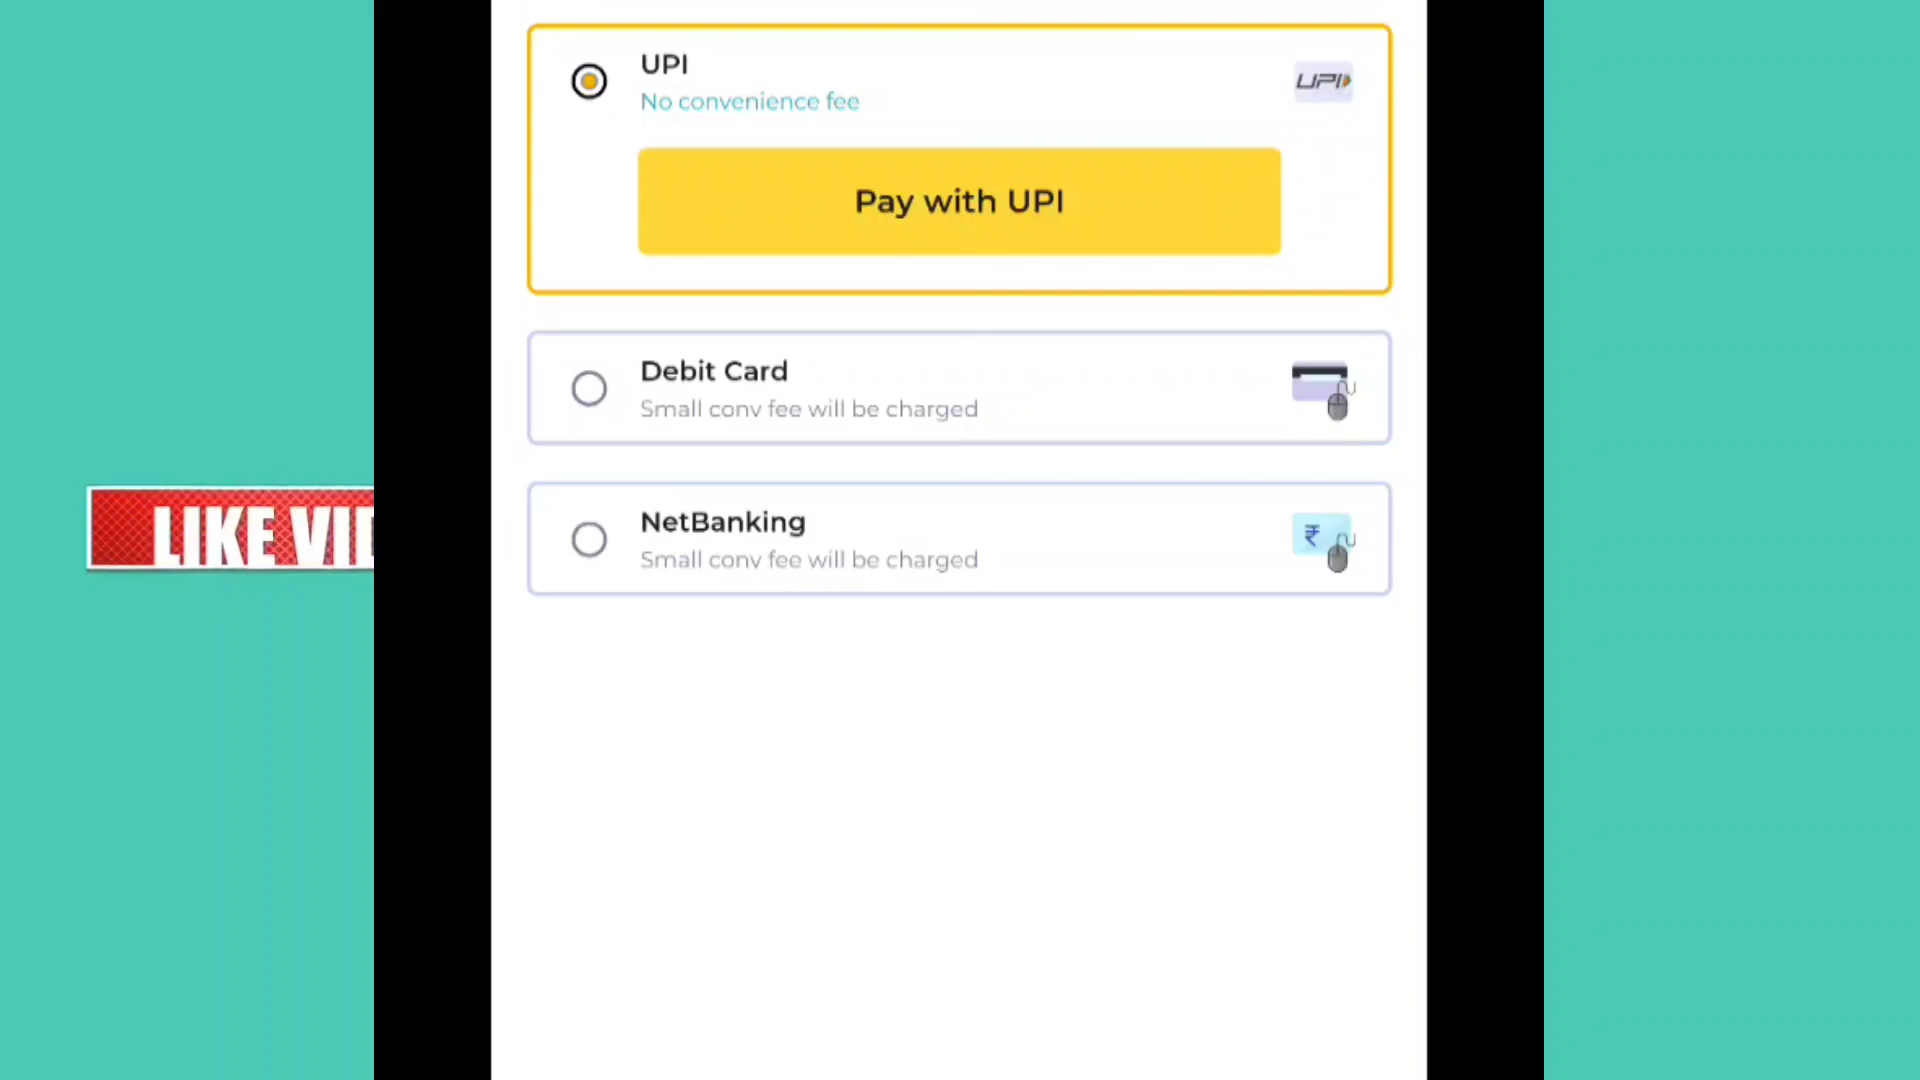 UPI
UPI
No convenience fee
Pay with UPI
Debit Card
Small conv fee will be charged
LIKE VI
NetBanking
₹
Small conv fee will be charged